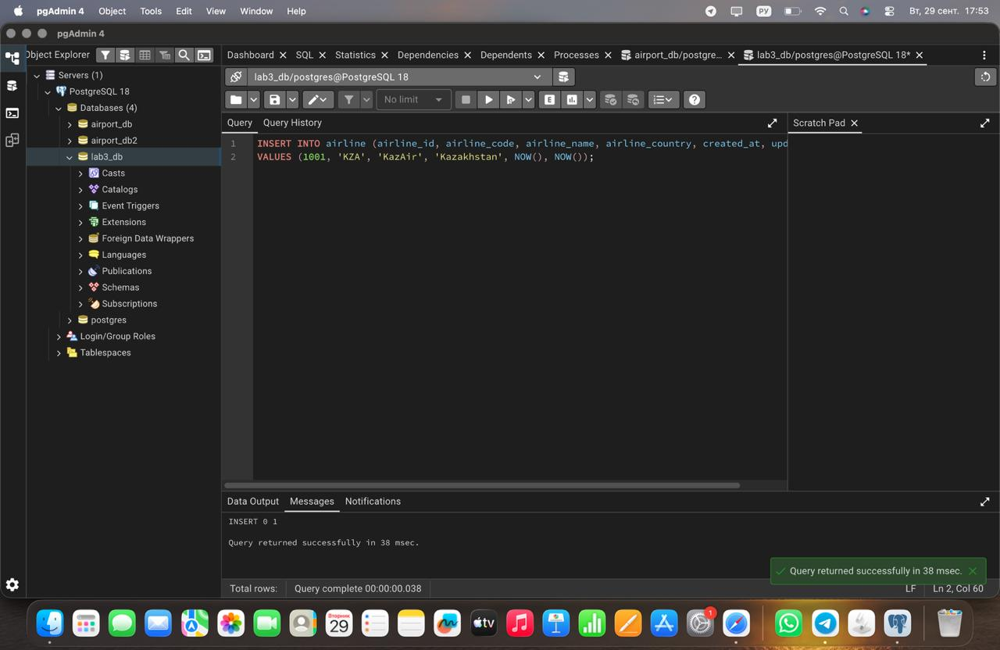 pgAdmin 4 Object Tools Edit View Window Help РУ Вт, 29 сент. 17:53
pgAdmin 4
Object Explorer
Dashboard SQL Statistics Dependencies Dependents Processes airport_db/postgre... lab3_db/postgres@PostgreSQL 18*
Servers (1)
PostgreSQL 18
Databases (4)
airport_db
airport_db2
lab3_db
Casts
Catalogs
Event Triggers
Extensions
Foreign Data Wrappers
Languages
Publications
Schemas
Subscriptions
postgres
Login/Group Roles
Tablespaces
lab3_db/postgres@PostgreSQL 18
No limit
E
Query Query History
Scratch Pad
1 INSERT INTO airline (airline_id, airline_code, airline_name, airline_country, created_at, upd
2 VALUES (1001, 'KZA', 'KazAir', 'Kazakhstan', NOW(), NOW());
Data Output Messages Notifications
INSERT 0 1
Query returned successfully in 38 msec.
Query returned successfully in 38 msec.
Total rows: Query complete 00:00:00.038 LF Ln 2, Col 60
Вторник
29
tv
1